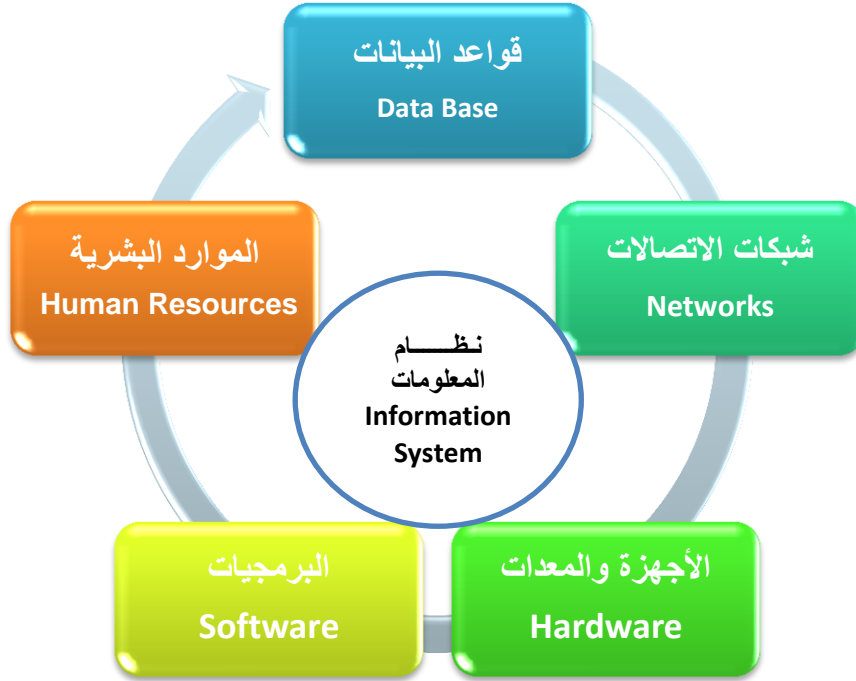 قواعد البيانات
Data Base
شبكات الاتصالات
Networks
الموارد البشرية
Human Resources
نـظـــــــام
المعلومات
Information
System
الأجهزة والمعدات
Hardware
البرمجيات
Software